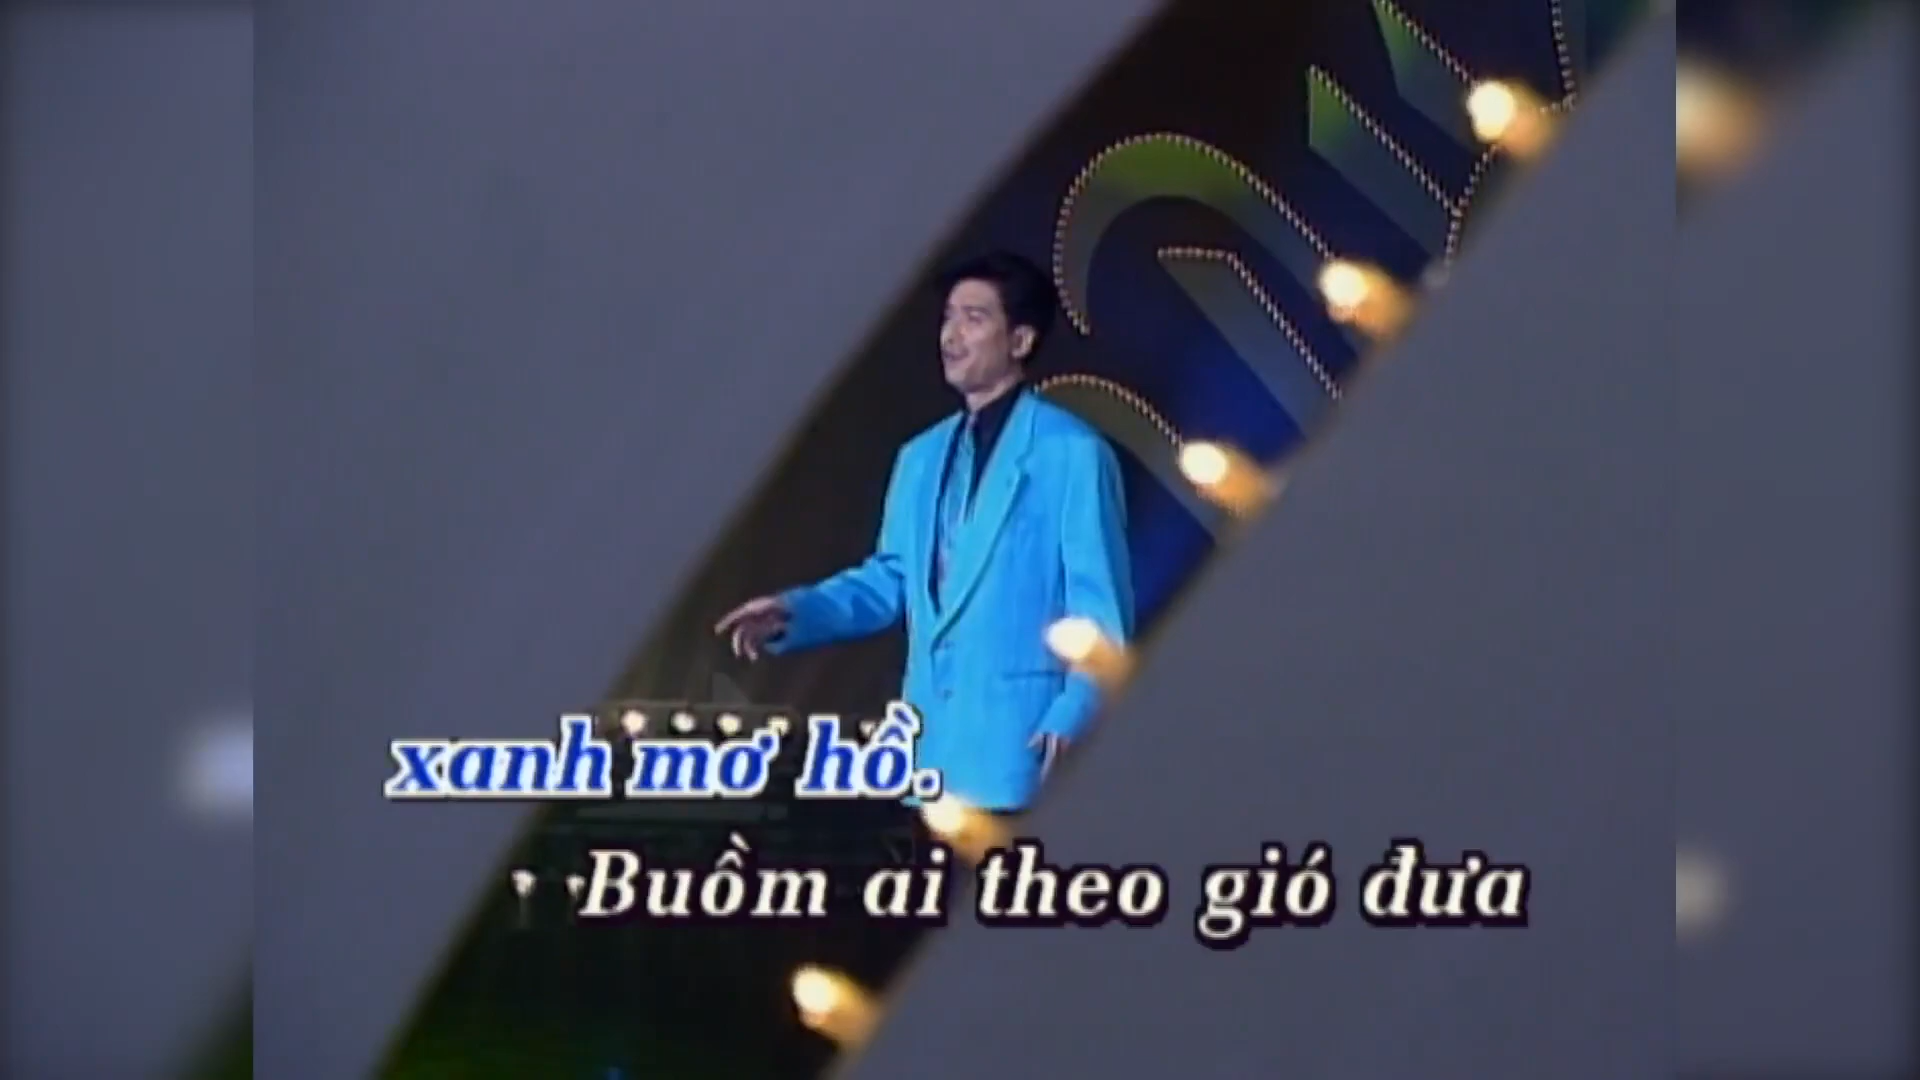 xanh mơ hồ.
Buồm ai theo gió đưa